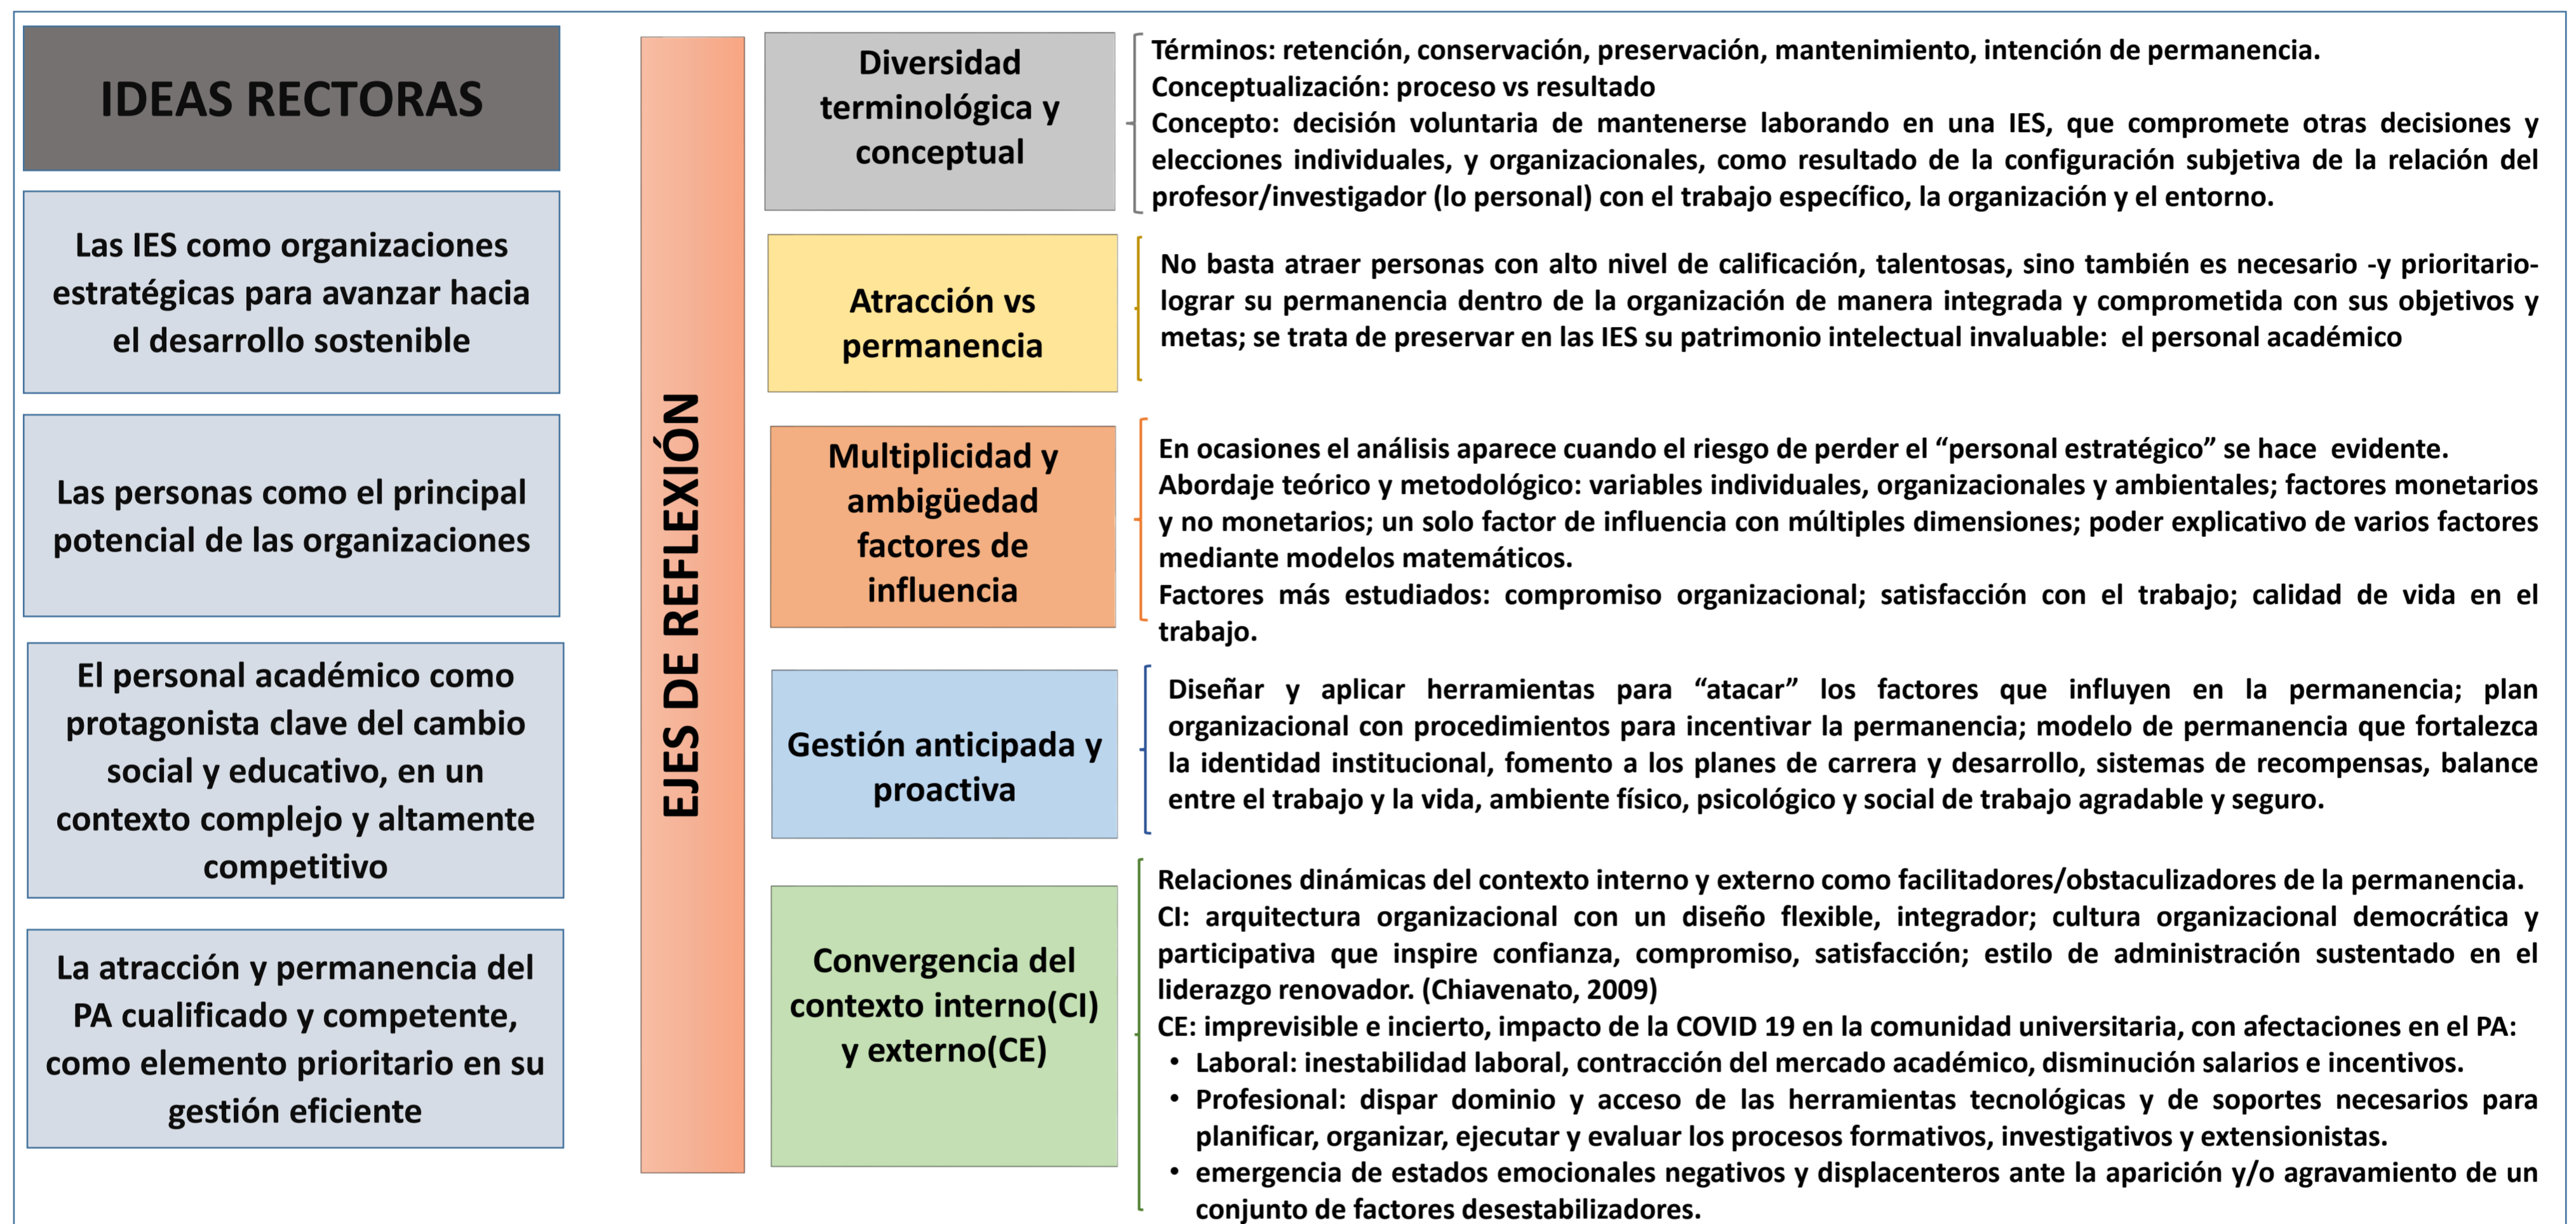 IDEAS RECTORAS
Las IES como organizaciones
estratégicas para avanzar hacia
el desarrollo sostenible
Las personas como el principal
potencial de las organizaciones
El personal académico como
protagonista clave del cambio
social y educativo, en un
contexto complejo y altamente
competitivo
La atracción y permanencia del
PA cualificado y competente,
como elemento prioritario en su
gestión eficiente
EJES DE REFLEXIÓN
Diversidad
terminológica y
conceptual
Términos: retención, conservación, preservación, mantenimiento, intención de permanencia.
Conceptualización: proceso vs resultado
Concepto: decisión voluntaria de mantenerse laborando en una IES, que compromete otras decisiones y
elecciones individuales, y organizacionales, como resultado de la configuración subjetiva de la relación del
profesor/investigador (lo personal) con el trabajo específico, la organización y el entorno.
Atracción vs
permanencia
No basta atraer personas con alto nivel de calificación, talentosas, sino también es necesario -y prioritario-
lograr su permanencia dentro de la organización de manera integrada y comprometida con sus objetivos y
metas; se trata de preservar en las IES su patrimonio intelectual invaluable: el personal académico
Multiplicidad y
ambigüedad
factores de
influencia
En ocasiones el análisis aparece cuando el riesgo de perder el “personal estratégico” se hace evidente.
Abordaje teórico y metodológico: variables individuales, organizacionales y ambientales; factores monetarios
y no monetarios; un solo factor de influencia con múltiples dimensiones; poder explicativo de varios factores
mediante modelos matemáticos.
Factores más estudiados: compromiso organizacional; satisfacción con el trabajo; calidad de vida en el
trabajo.
Gestión anticipada y
proactiva
Diseñar y aplicar herramientas para “atacar” los factores que influyen en la permanencia; plan
organizacional con procedimientos para incentivar la permanencia; modelo de permanencia que fortalezca
la identidad institucional, fomento a los planes de carrera y desarrollo, sistemas de recompensas, balance
entre el trabajo y la vida, ambiente físico, psicológico y social de trabajo agradable y seguro.
Convergencia del
contexto interno(CI)
y externo(CE)
Relaciones dinámicas del contexto interno y externo como facilitadores/obstaculizadores de la permanencia.
CI: arquitectura organizacional con un diseño flexible, integrador; cultura organizacional democrática y
participativa que inspire confianza, compromiso, satisfacción; estilo de administración sustentado en el
liderazgo renovador. (Chiavenato, 2009)
CE: imprevisible e incierto, impacto de la COVID 19 en la comunidad universitaria, con afectaciones en el PA:
• Laboral: inestabilidad laboral, contracción del mercado académico, disminución salarios e incentivos.
• Profesional: dispar dominio y acceso de las herramientas tecnológicas y de soportes necesarios para
planificar, organizar, ejecutar y evaluar los procesos formativos, investigativos y extensionistas.
• emergencia de estados emocionales negativos y displacenteros ante la aparición y/o agravamiento de un
conjunto de factores desestabilizadores.